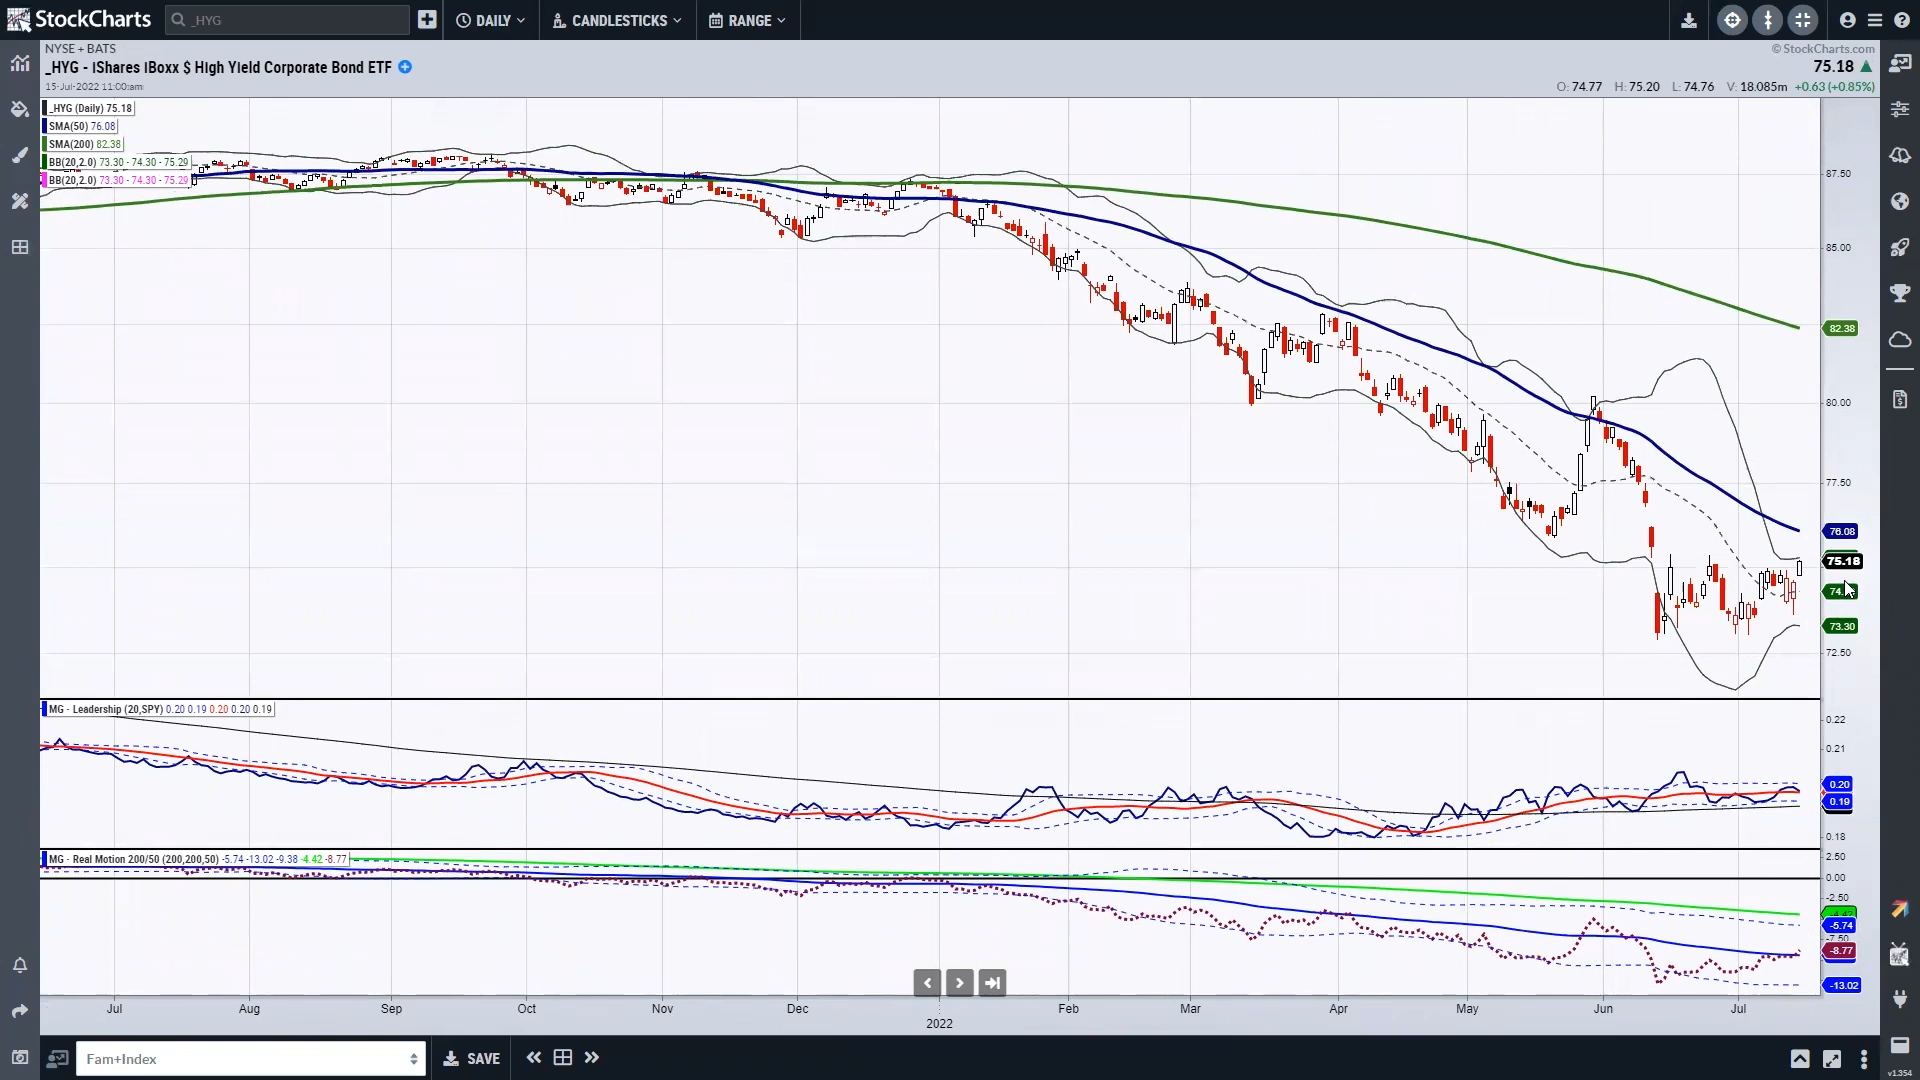 StockCharts
_HYG
DAILY
CANDLESTICKS
RANGE
NYSE + BATS
© StockCharts.com
_HYG - iShares iBoxx $ High Yield Corporate Bond ETF
75.18
15-Jul-2022 11:00am
O: 74.77 H: 75.20 L: 74.76 V: 18.085m +0.63 (+0.85%)
_HYG (Daily) 75.18
SMA(50) 76.08
SMA(200) 82.38
BB(20,2.0) 73.30 - 74.30 - 75.29
BB(20,2.0) 73.30 - 74.30 - 75.29
87.50
85.00
82.38
80.00
77.50
76.08
75.18
73.30
72.50
MG - Leadership (20,SPY) 0.20 0.19 0.20 0.20 0.19
0.22
0.21
0.20
0.19
0.18
MG - Real Motion 200/50 (200,200,50) -5.74 -13.02 -9.38 -4.42 -8.77
2.50
0.00
-2.50
-4.42
-5.74
-7.50
-8.77
-13.02
Jul Aug Sep Oct Nov Dec 2022 Feb Mar Apr May Jun Jul
Fam+Index
SAVE
v1.354